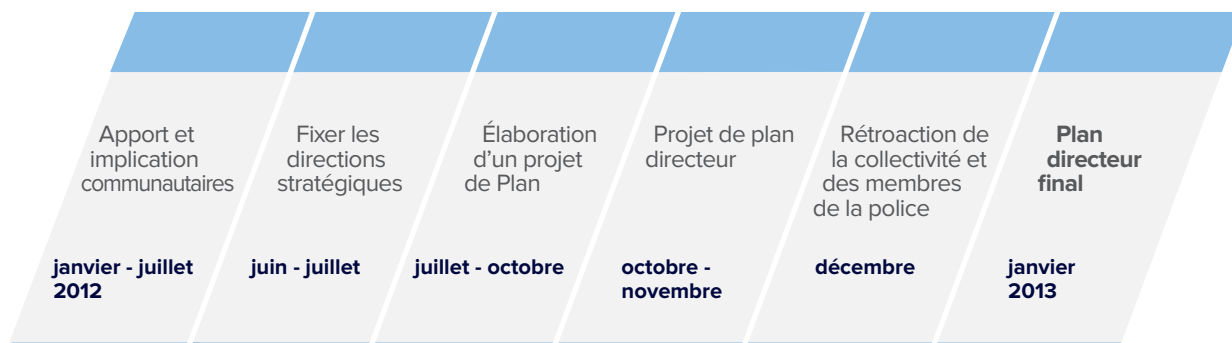 Apport et
implication
communautaires
janvier - juillet
2012
Fixer les
directions
stratégiques
juin - juillet
Élaboration
d'un projet
de Plan
juillet - octobre
Projet de plan
directeur
octobre -
novembre
Rétroaction de
la collectivité et
des membres
de la police
décembre
Plan
directeur
final
janvier
2013